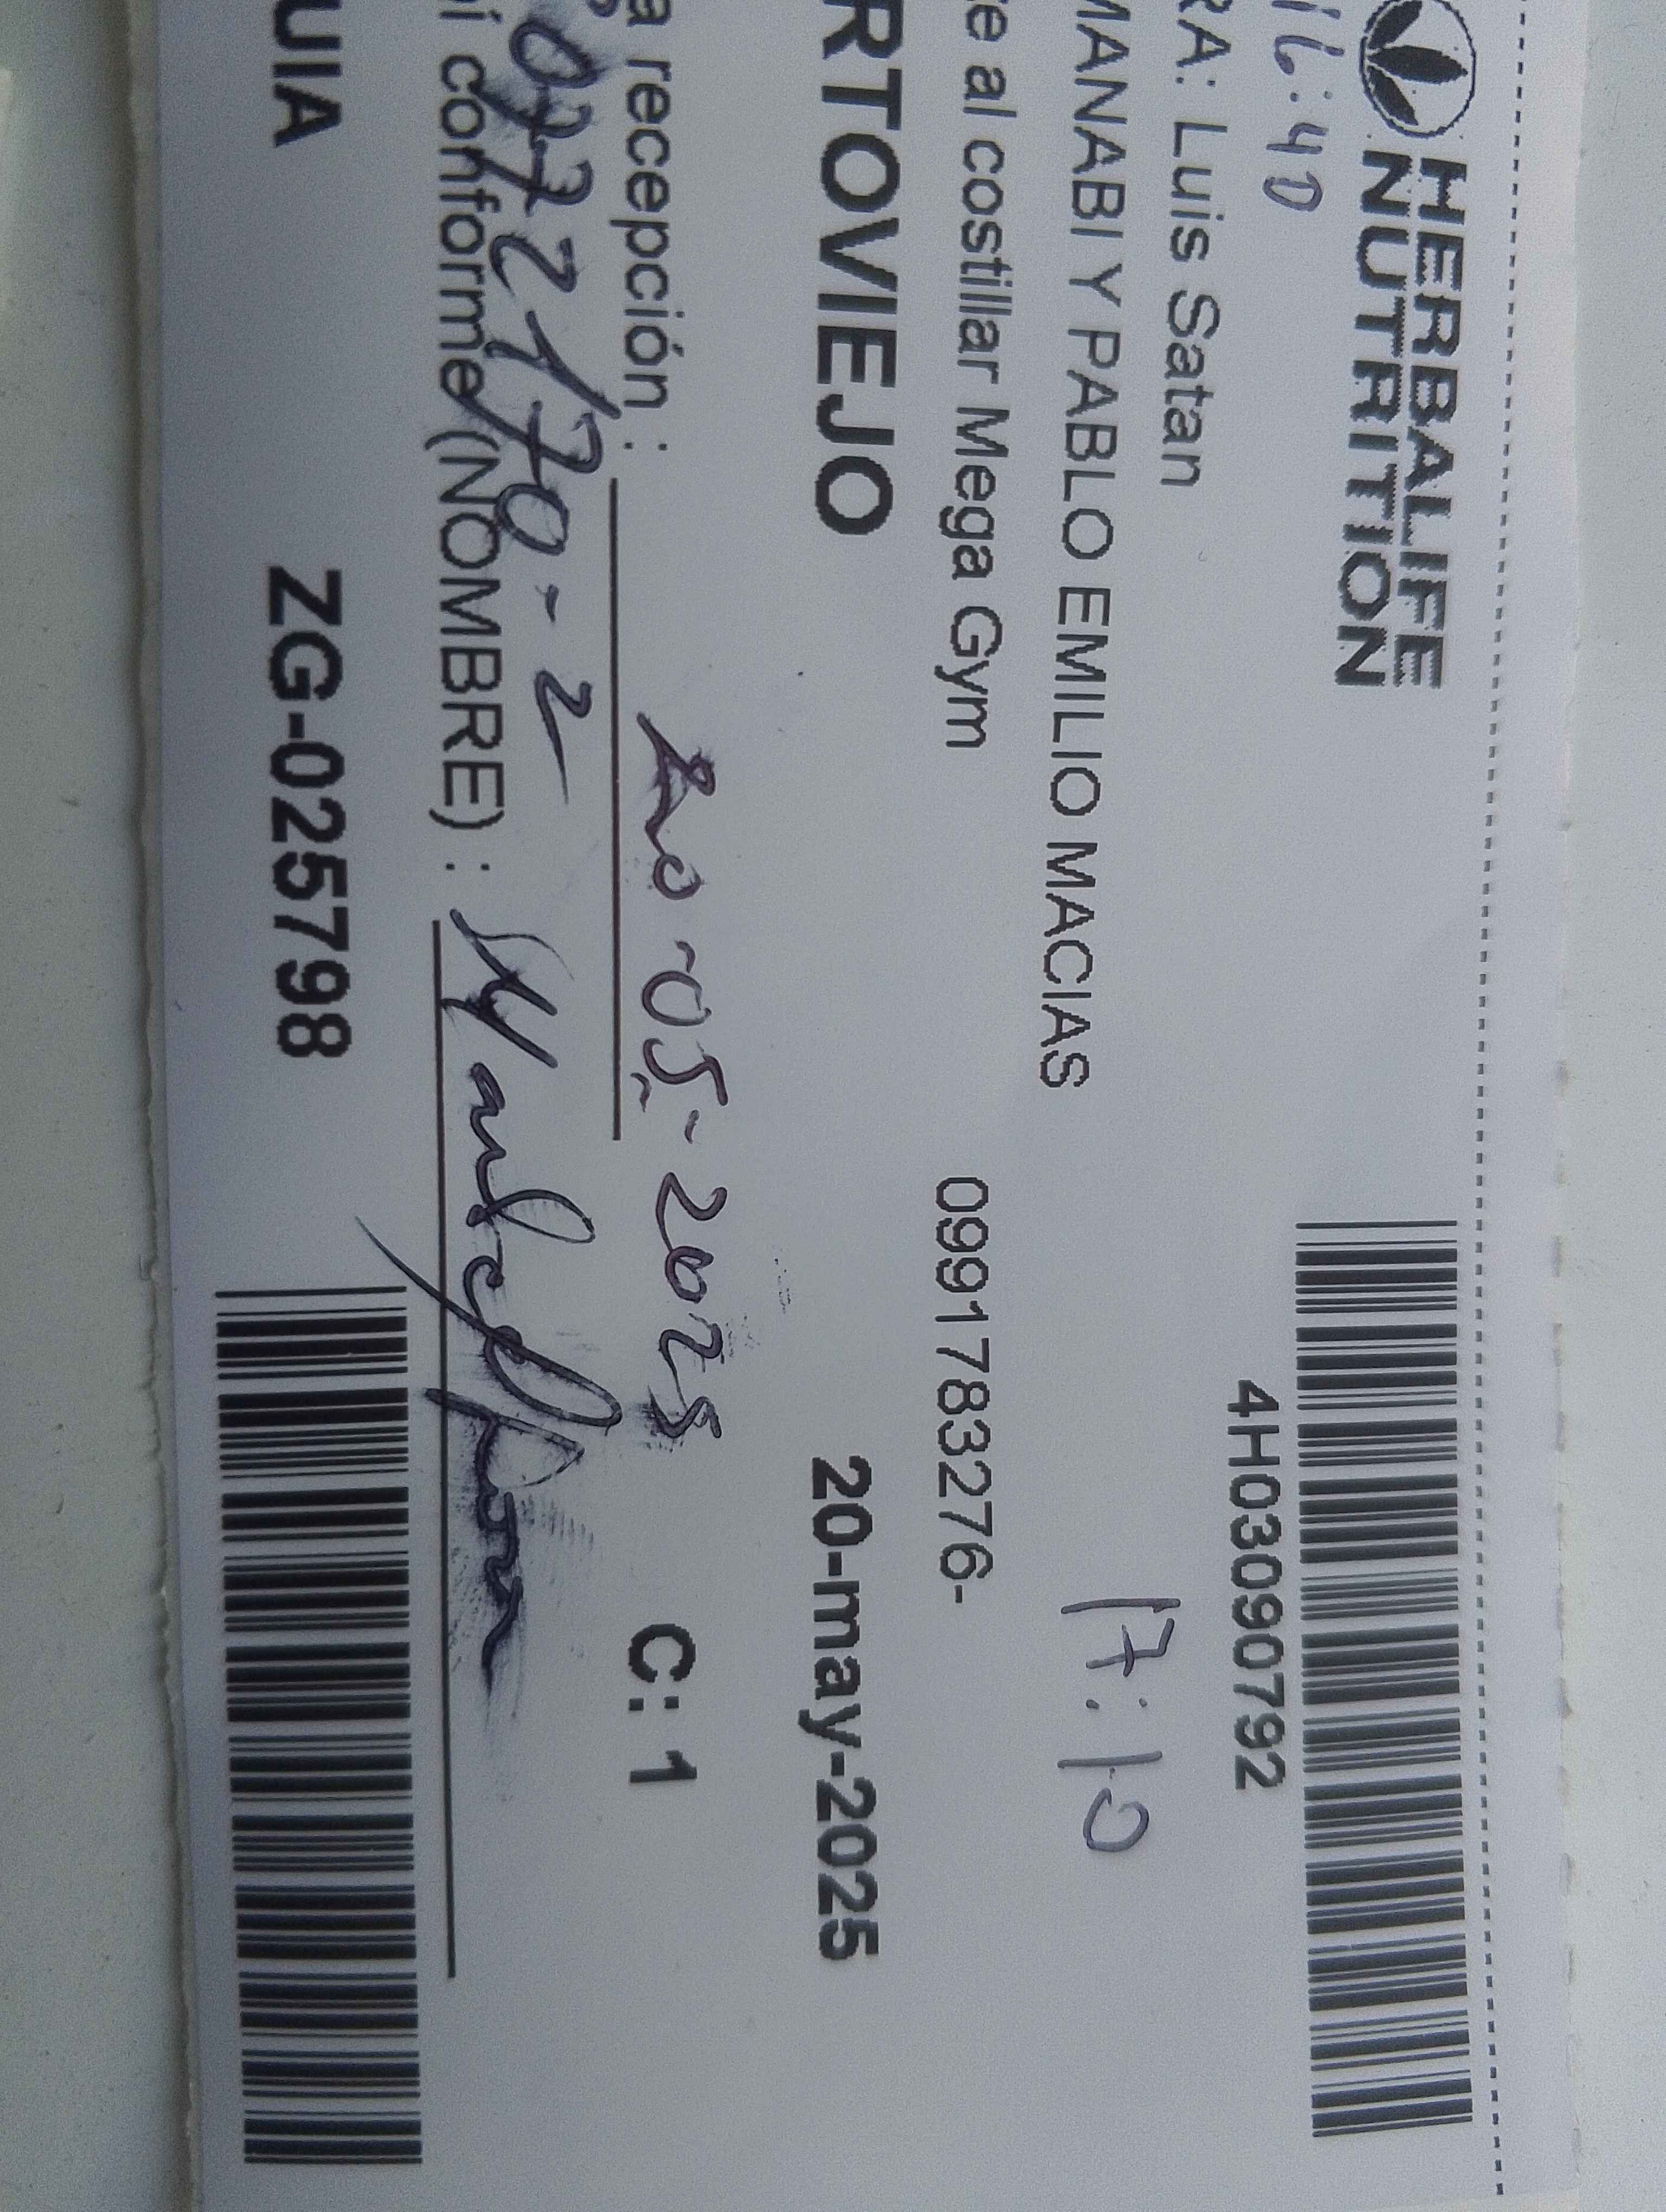 HERBALIFE
NUTRITION
16:40
4H03090792
RA: Luis Satan
17:10
MANABI Y PABLO EMILIO MACIAS
e al costillar Mega Gym 0991783276-
RTOVIEJO 20-may-2025
a recepción : 20-05-2025 C: 1
í conforme (NOMBRE) :
UIA ZG-025798